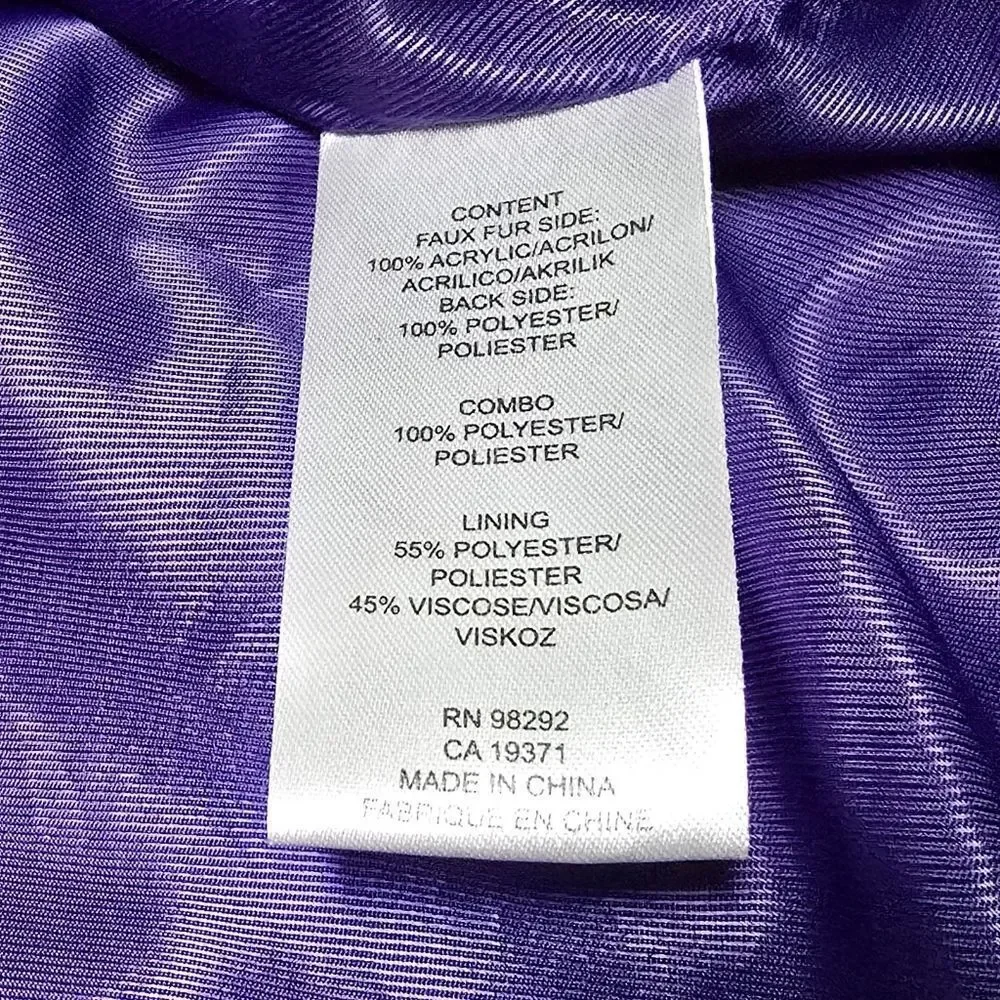 CONTENT
FAUX FUR SIDE:
100% ACRYLIC/ACRILON/
ACRILICO/AKRILIK
BACK SIDE:
100% POLYESTER/
POLIESTER
COMBO
100% POLYESTER/
POLIESTER
LINING
55% POLYESTER/
POLIESTER
45% VISCOSE/VISCOSA/
VISKOZ
RN 98292
CA 19371
MADE IN CHINA
FABRIQUE EN CHINE